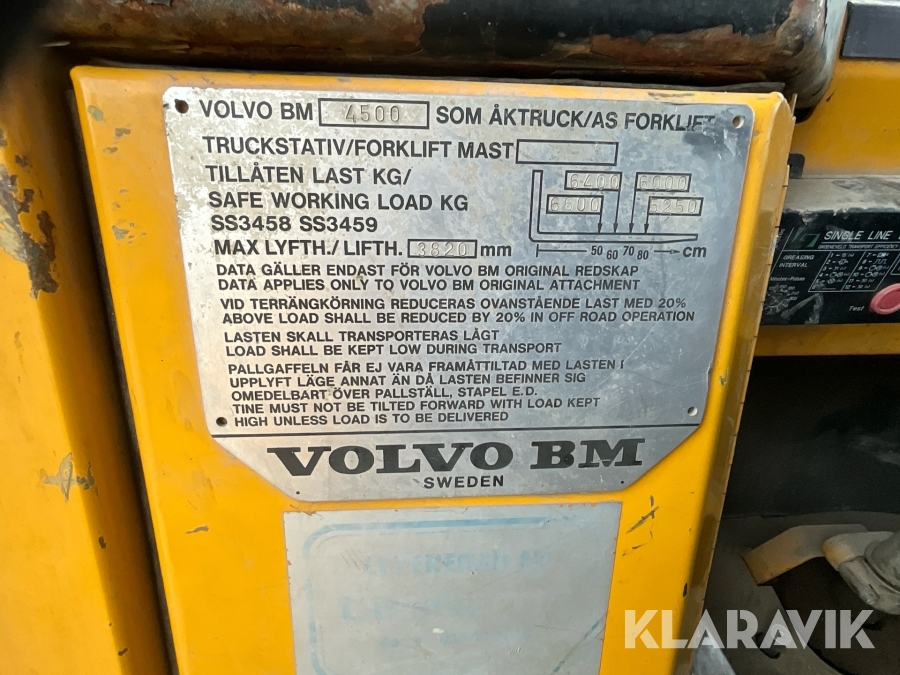 VOLVO BM 4500 SOM ÅKTRUCK/AS FORKLIFT
TRUCKSTATIV/FORKLIFT MAST
TILLÅTEN LAST KG/ 6400 6000
SAFE WORKING LOAD KG 6800 5250
SS3458 SS3459
MAX LYFTH./LIFTH. 3820 mm 50 60 70 80 cm
DATA GÄLLER ENDAST FÖR VOLVO BM ORIGINAL REDSKAP
DATA APPLIES ONLY TO VOLVO BM ORIGINAL ATTACHMENT
VID TERRÄNGKÖRNING REDUCERAS OVANSTÅENDE LAST MED 20%
ABOVE LOAD SHALL BE REDUCED BY 20% IN OFF ROAD OPERATION
LASTEN SKALL TRANSPORTERAS LÅGT
LOAD SHALL BE KEPT LOW DURING TRANSPORT
PALLGAFFELN FÅR EJ VARA FRAMÅTTILTAD MED LASTEN I
UPPLYFT LÄGE ANNAT ÄN DÅ LASTEN BEFINNER SIG
OMEDELBART ÖVER PALLSTÄLL, STAPEL E.D.
TINE MUST NOT BE TILTED FORWARD WITH LOAD KEPT
HIGH UNLESS LOAD IS TO BE DELIVERED
VOLVO BM
SWEDEN
SINGLE LINE
GREASING
INTERVAL
Test
KLARAVIK